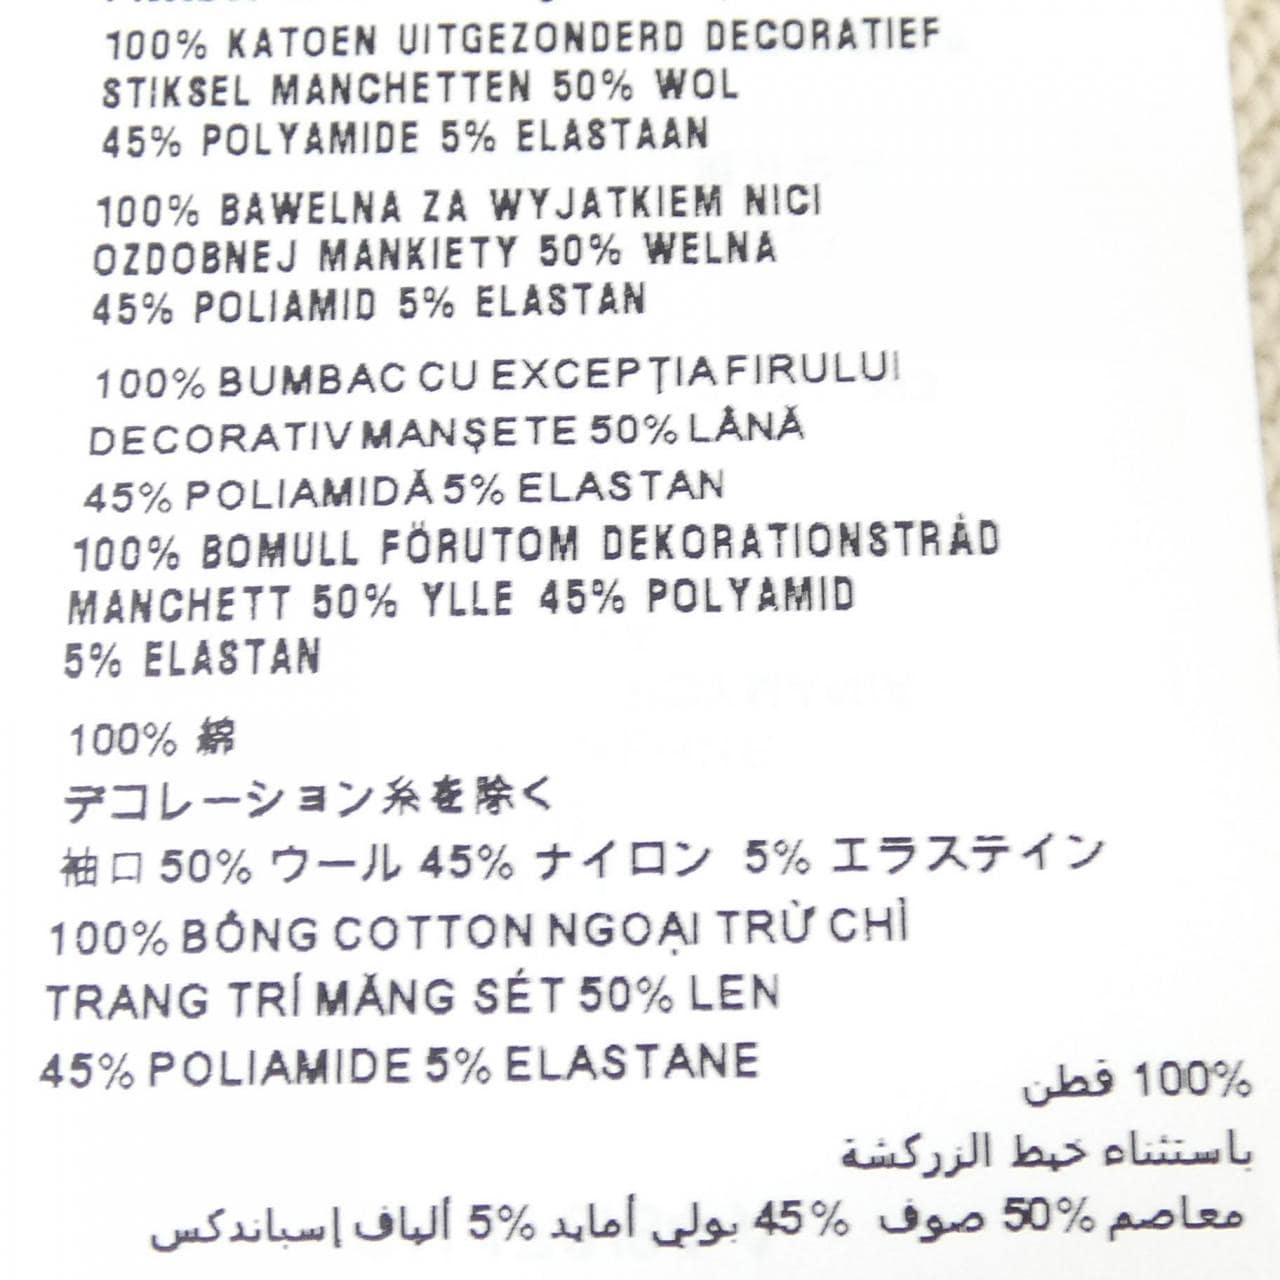 100% KATOEN UITGEZONDERD DECORATIEF
STIKSEL MANCHETTEN 50% WOL
45% POLYAMIDE 5% ELASTAAN
100% BAWELNA ZA WYJATKIEM NICI
OZDOBNEJ MANKIETY 50% WELNA
45% POLIAMID 5% ELASTAN
100% BUMBAC CU EXCEPȚIA FIRULUI
DECORATIV MANȘETE 50% LÂNĂ
45% POLIAMIDĂ 5% ELASTAN
100% BOMULL FÖRUTOM DEKORATIONSTRÅD
MANCHETT 50% YLLE 45% POLYAMID
5% ELASTAN
100% 綿
デコレーション糸を除く
袖口 50% ウール 45% ナイロン 5% エラステイン
100% BÔNG COTTON NGOẠI TRỪ CHỈ
TRANG TRÍ MĂNG SÉT 50% LEN
45% POLIAMIDE 5% ELASTANE
100% قطن
باستثناء خيط الزركشة
معاصم 50% صوف 45% بولي أمايد 5% ألياف إسباندكس